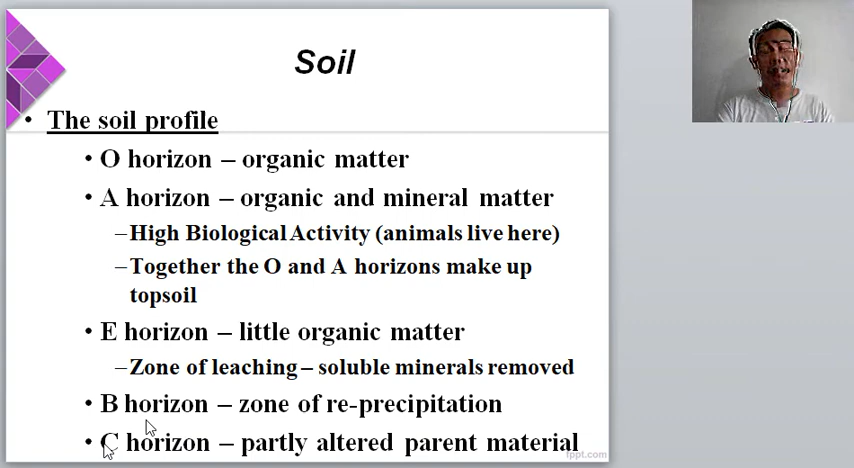 Soil
• The soil profile
• O horizon – organic matter
• A horizon – organic and mineral matter
–High Biological Activity (animals live here)
–Together the O and A horizons make up
topsoil
• E horizon – little organic matter
–Zone of leaching – soluble minerals removed
• B horizon – zone of re-precipitation
• C horizon – partly altered parent material
fppt.com